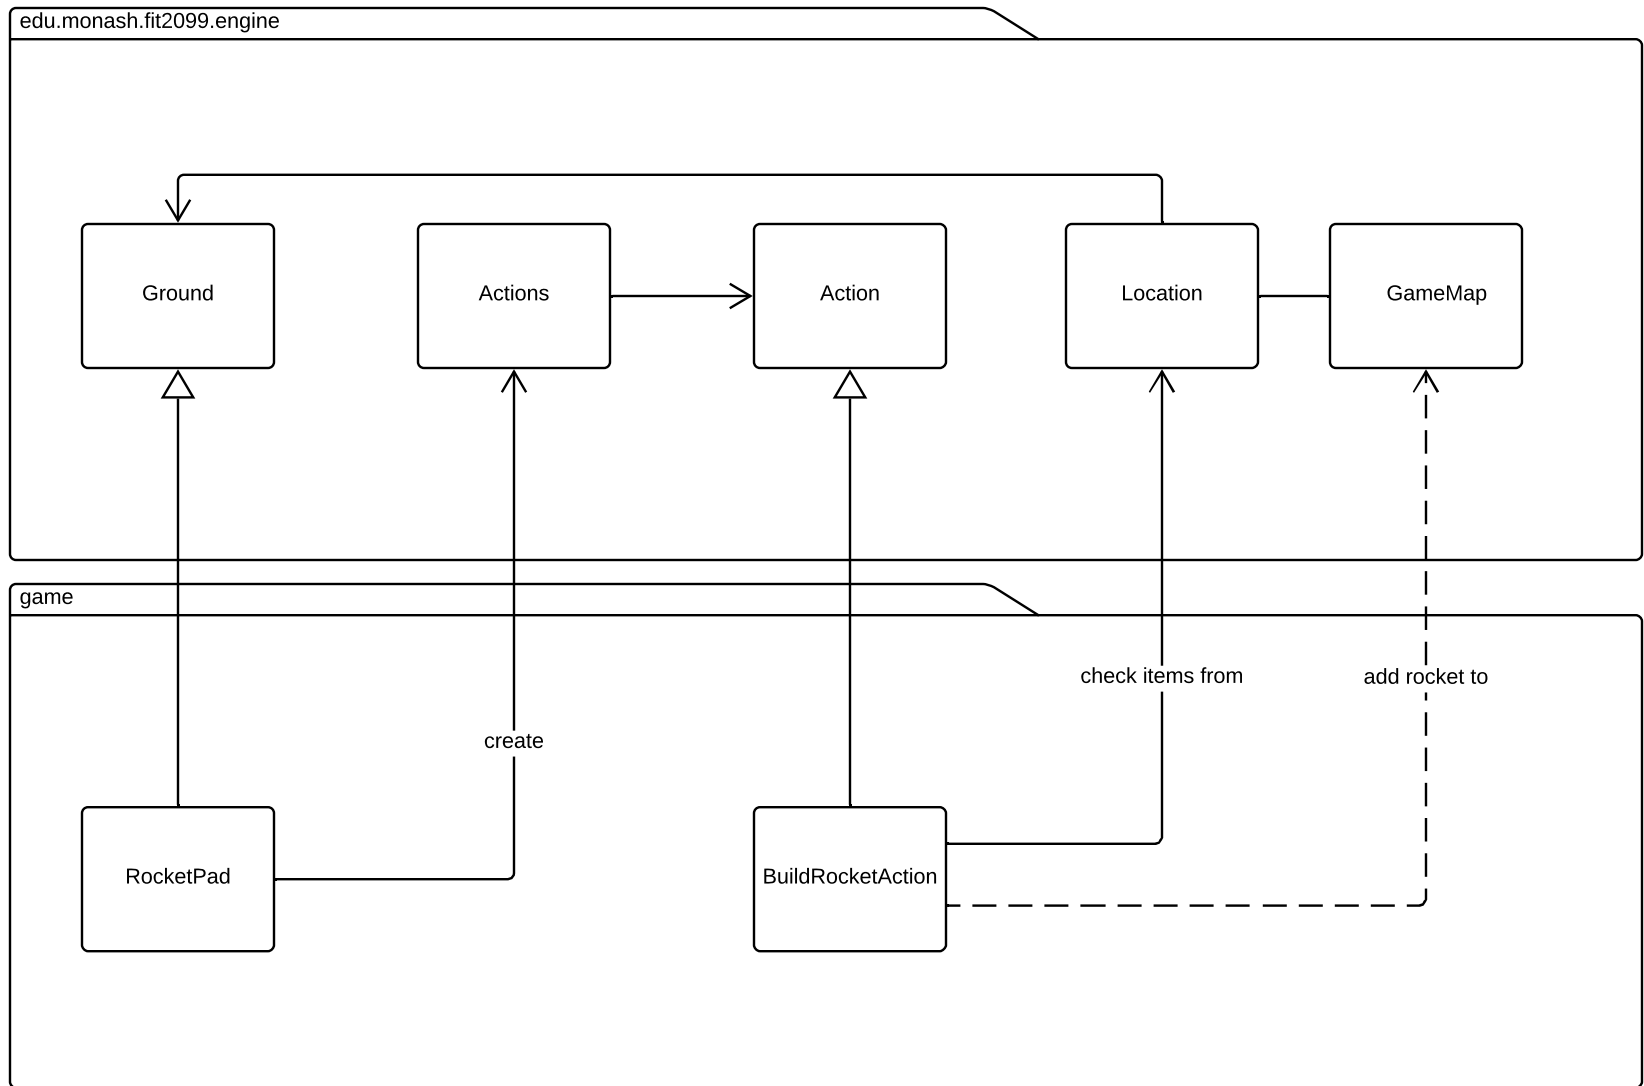 edu.monash.fit2099.engine
Ground
Actions
Action
Location
GameMap
game
check items from
add rocket to
create
RocketPad
BuildRocketAction